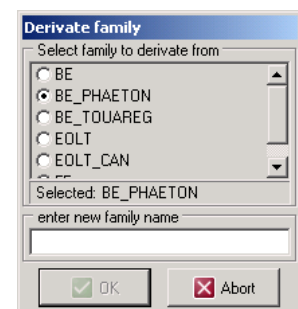 Derivate family
Select family to derivate from
BE
BE_PHAETON
BE_TOUAREG
EOLT
EOLT_CAN
Selected: BE_PHAETON
enter new family name
OK
Abort